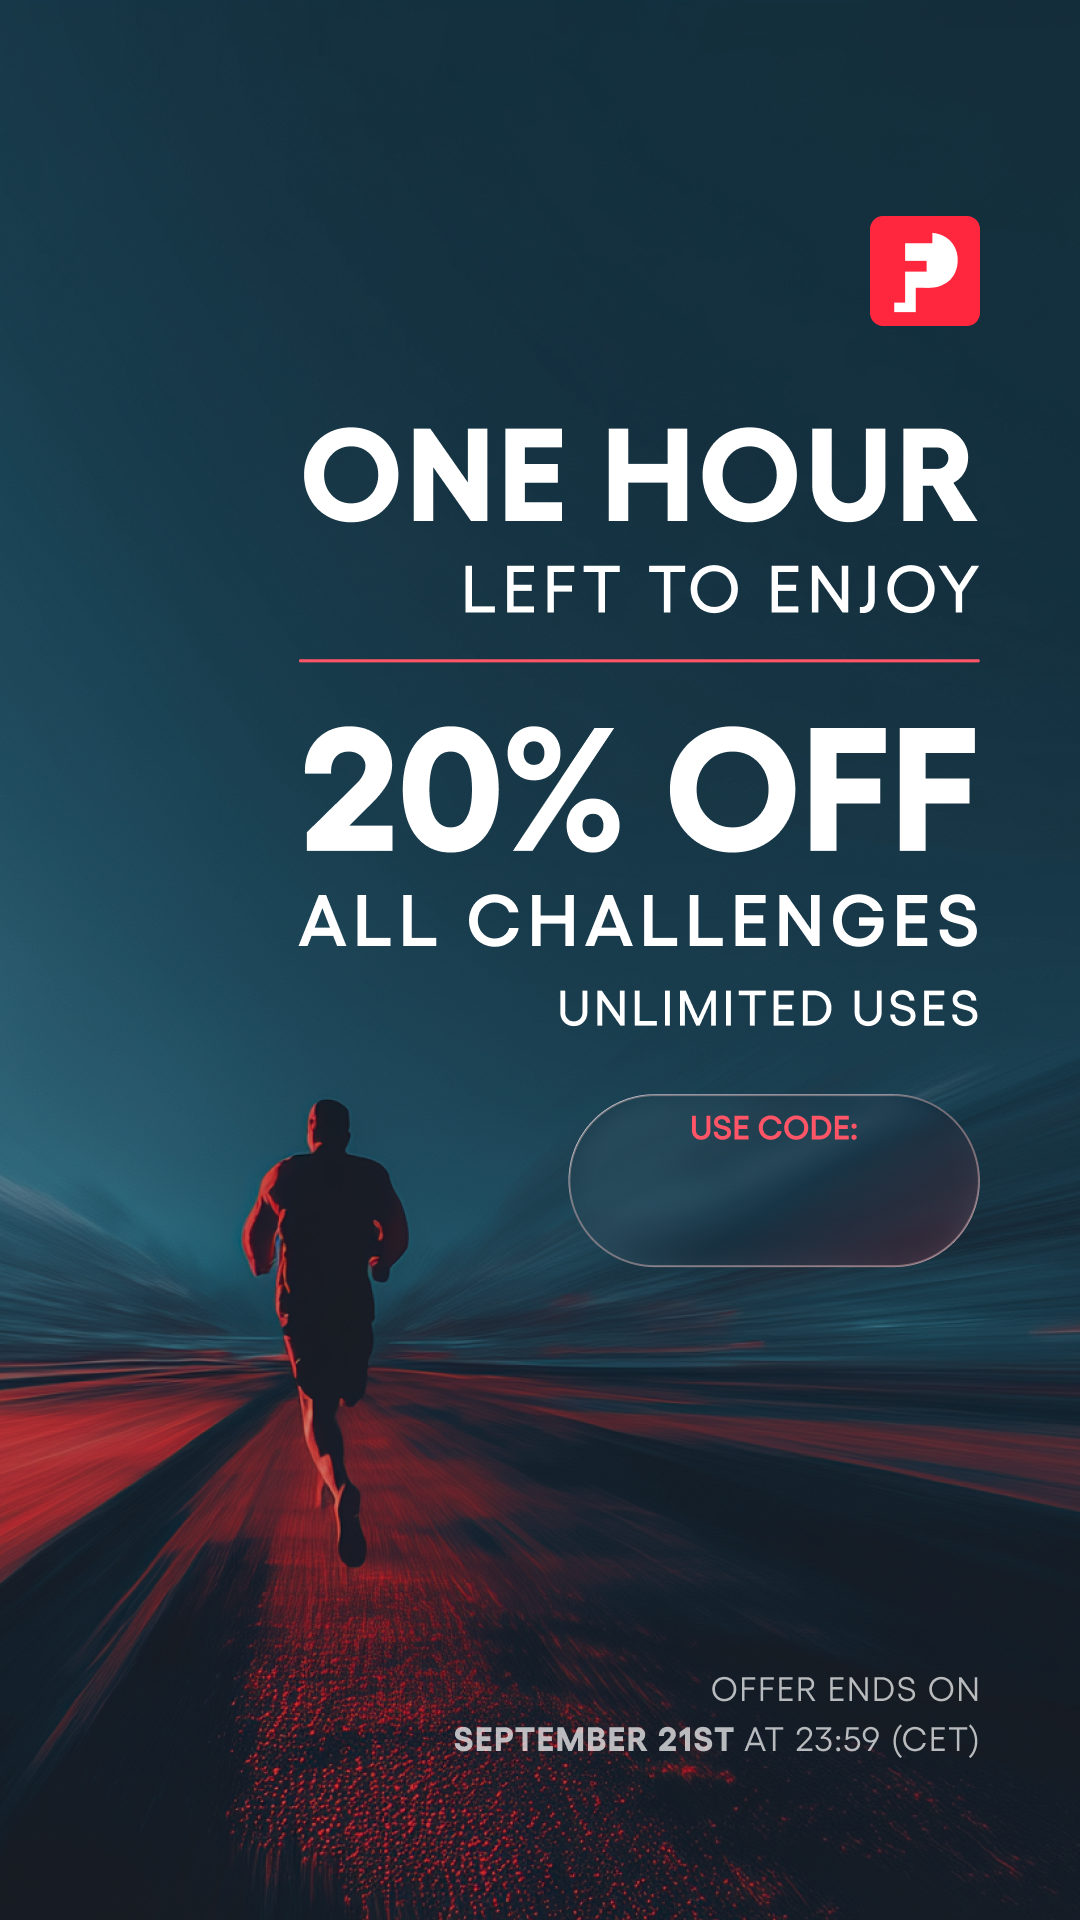 ONE HOUR
LEFT TO ENJOY
20% OFF
ALL CHALLENGES
UNLIMITED USES
USE CODE:
OFFER ENDS ON
SEPTEMBER 21ST AT 23:59 (CET)